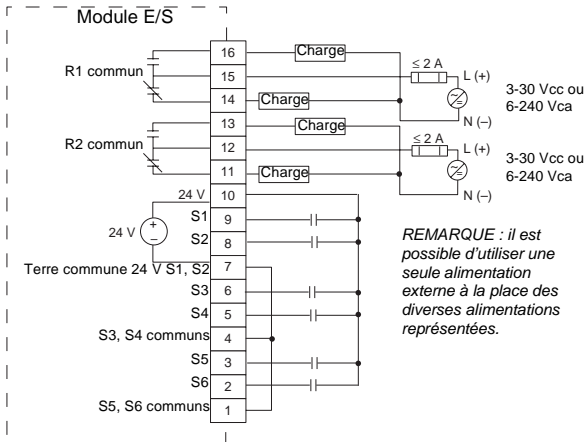 Module E/S
16
Charge
≤ 2 A
L (+)
R1 commun
15
3-30 Vcc ou
6-240 Vca
14
Charge
N (–)
13
Charge
≤ 2 A
L (+)
R2 commun
12
3-30 Vcc ou
6-240 Vca
11
Charge
N (–)
24 V
10
S1
9
24 V
+
–
S2
8
Terre commune 24 V S1, S2
7
S3
6
S4
5
S3, S4 communs
4
S5
3
S6
2
S5, S6 communs
1
REMARQUE : il est
possible d'utiliser une
seule alimentation
externe à la place des
diverses alimentations
représentées.